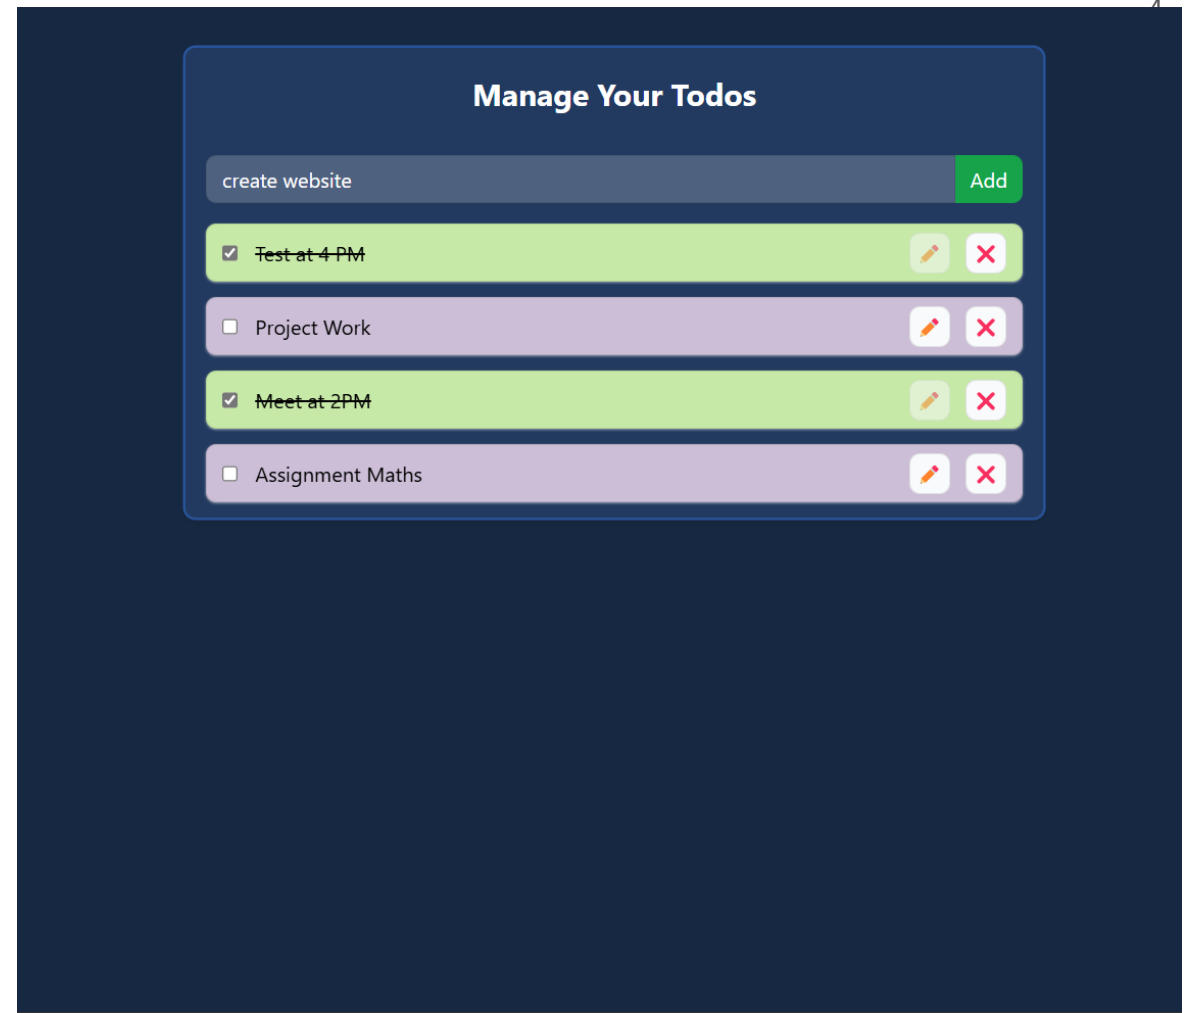 Manage Your Todos
create website
Add
Test at 4 PM
Project Work
Meet at 2PM
Assignment Maths